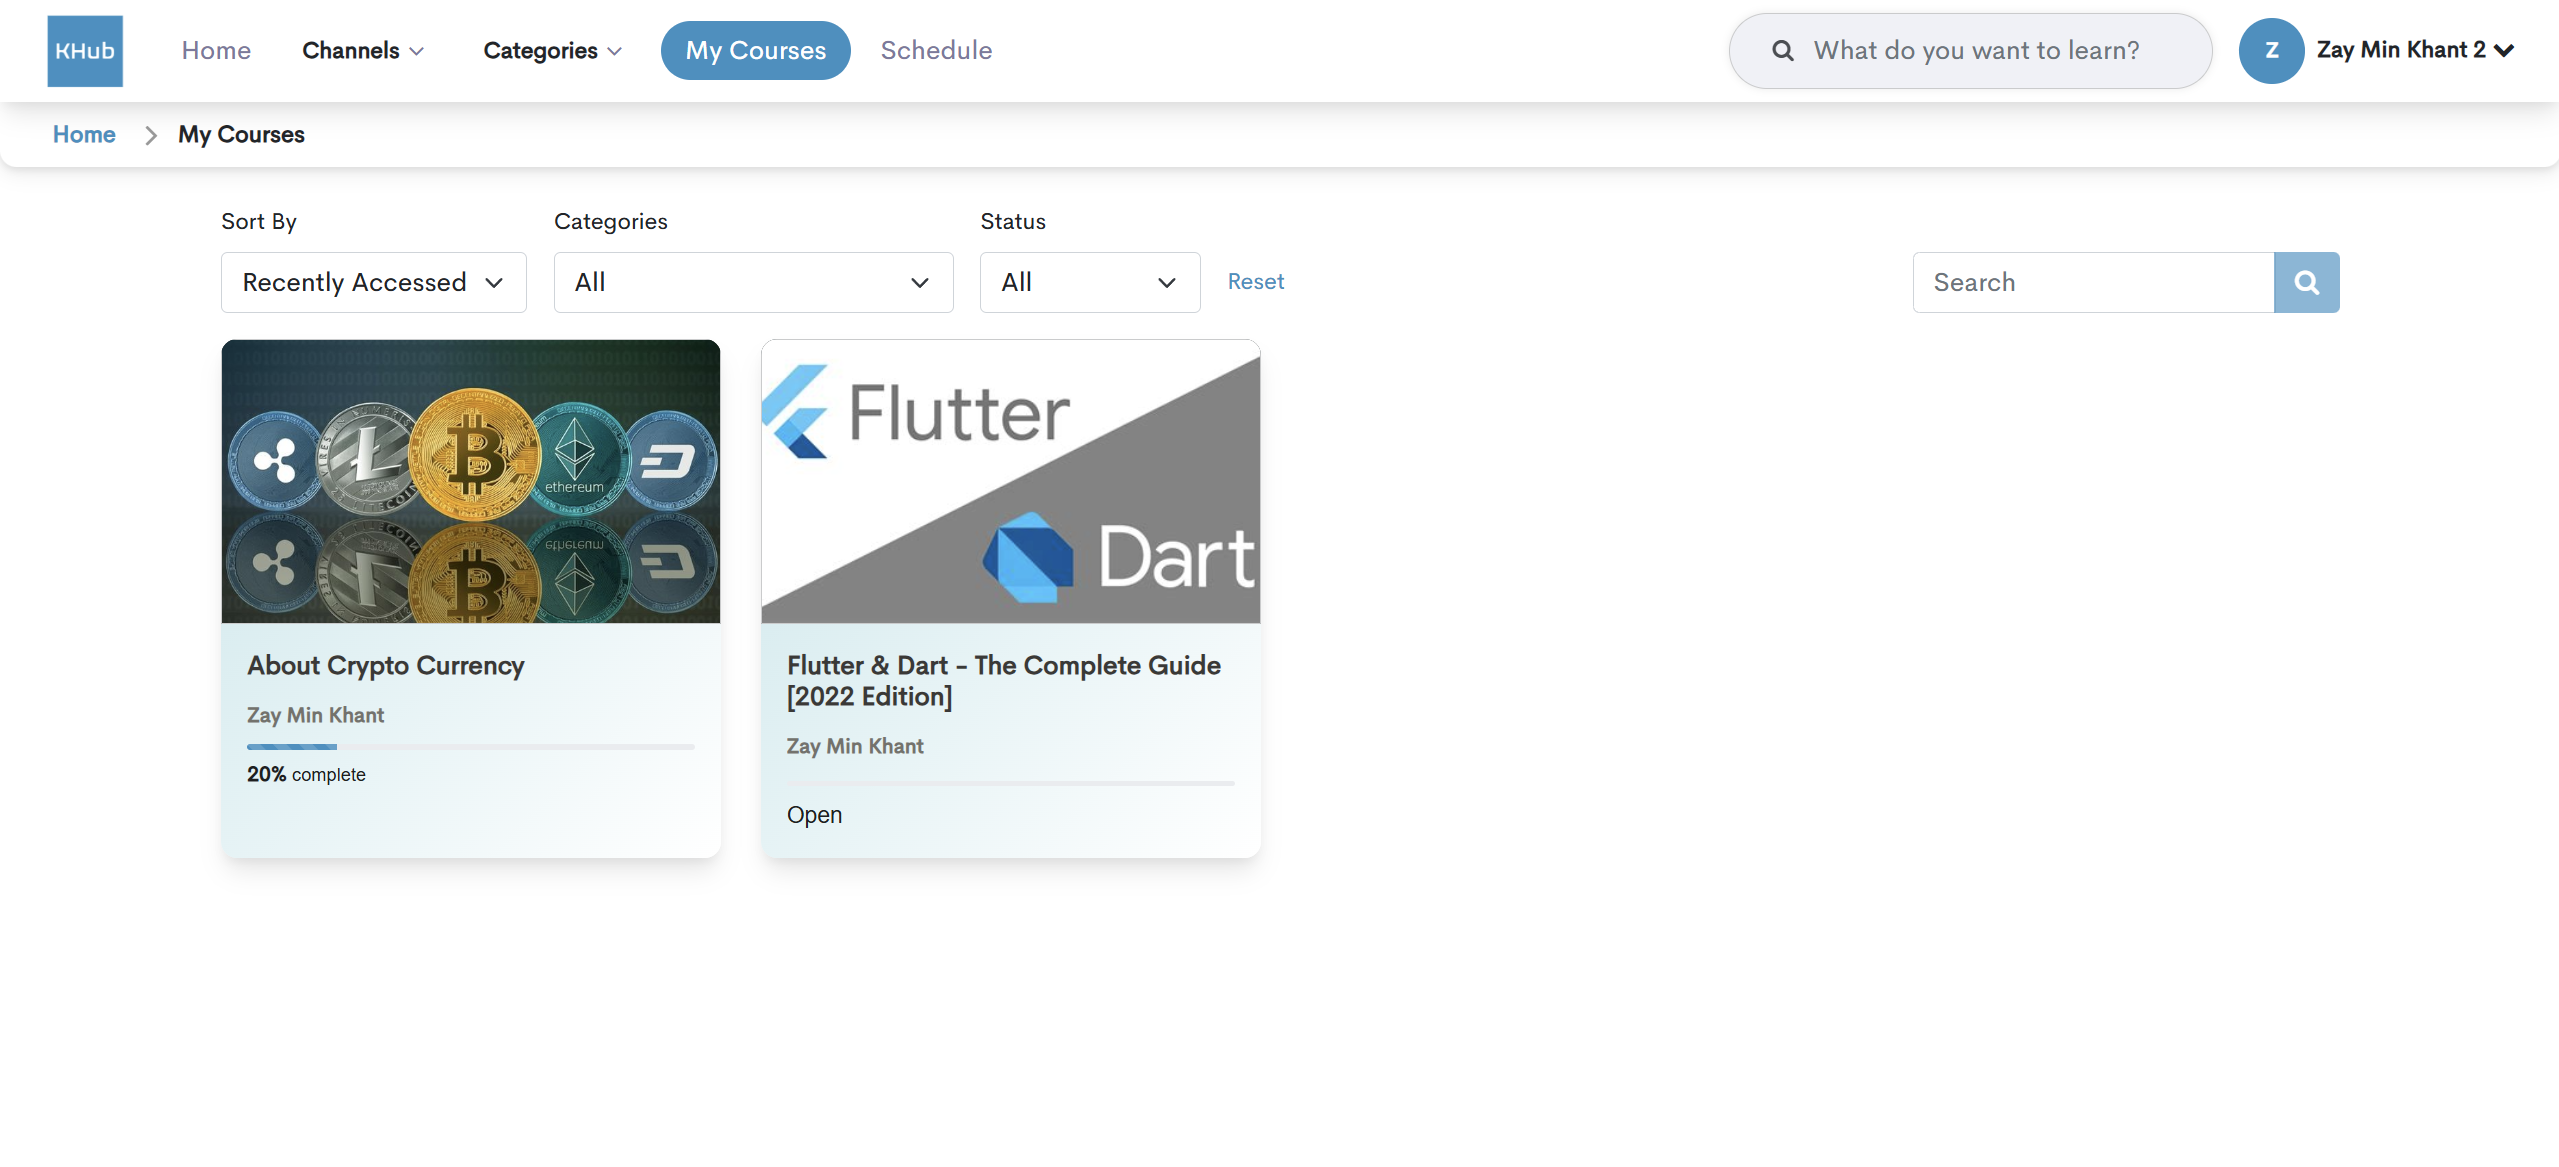 KHub
Home
Channels
Categories
My Courses
Schedule
What do you want to learn?
Z
Zay Min Khant 2
Home
My Courses
Sort By
Categories
Status
Recently Accessed
All
All
Reset
Search
ethereum
Flutter
Dart
About Crypto Currency
Zay Min Khant
20% complete
Flutter & Dart - The Complete Guide
[2022 Edition]
Zay Min Khant
Open